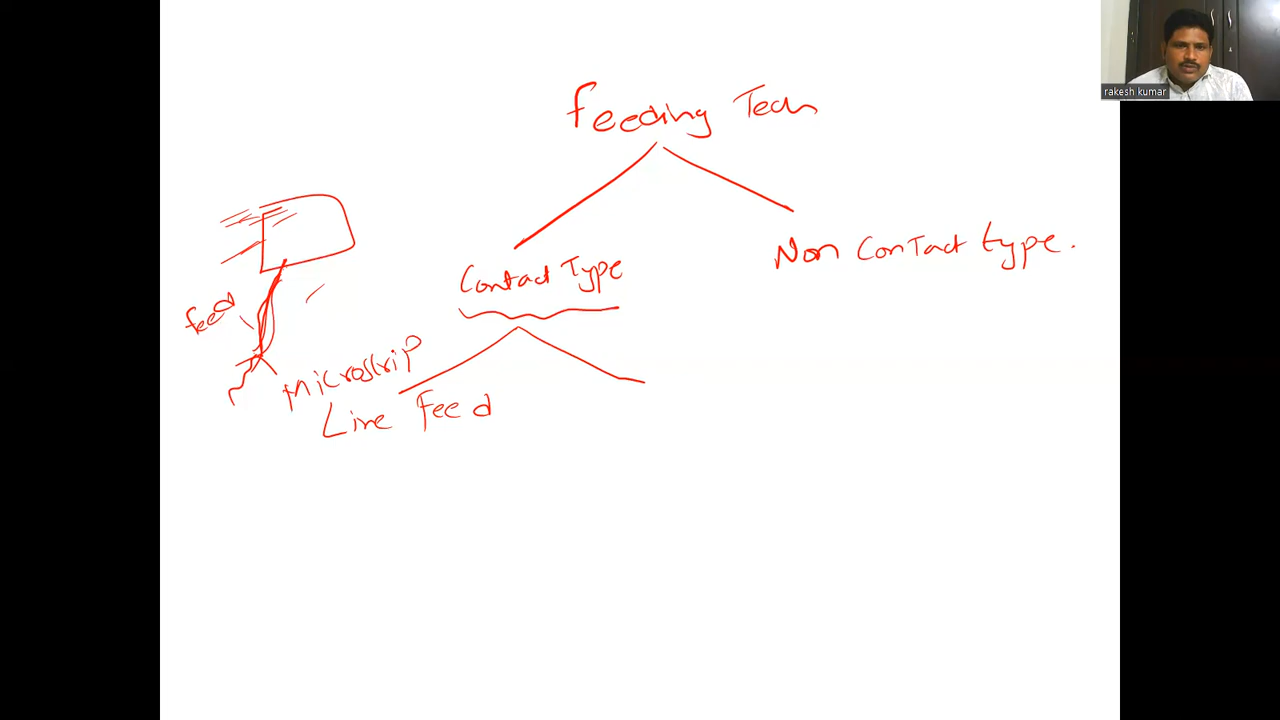 rakesh kumar
Feeding Tech
Non Contact type.
Contact Type
feed
Microstrip
Line Feed